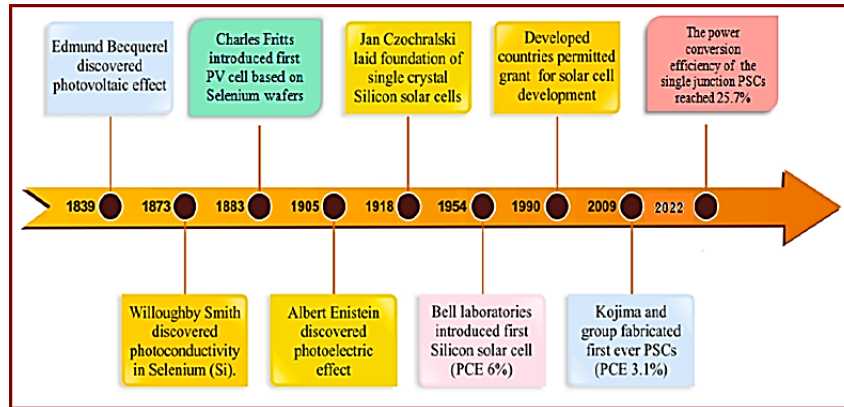 Edmund Becquerel
discovered
photovoltaic effect
Charles Fritts
introduced first
PV cell based on
Selenium wafers
Jan Czochralski
laid foundation of
single crystal
Silicon solar cells
Developed
countries permitted
grant for solar cell
development
The power
conversion
efficiency of the
single junction PSCs
reached 25.7%
1839
1873
1883
1905
1918
1954
1990
2009
2022
Willoughby Smith
discovered
photoconductivity
in Selenium (Si).
Albert Enistein
discovered
photoelectric
effect
Bell laboratories
introduced first
Silicon solar cell
(PCE 6%)
Kojima and
group fabricated
first ever PSCs
(PCE 3.1%)